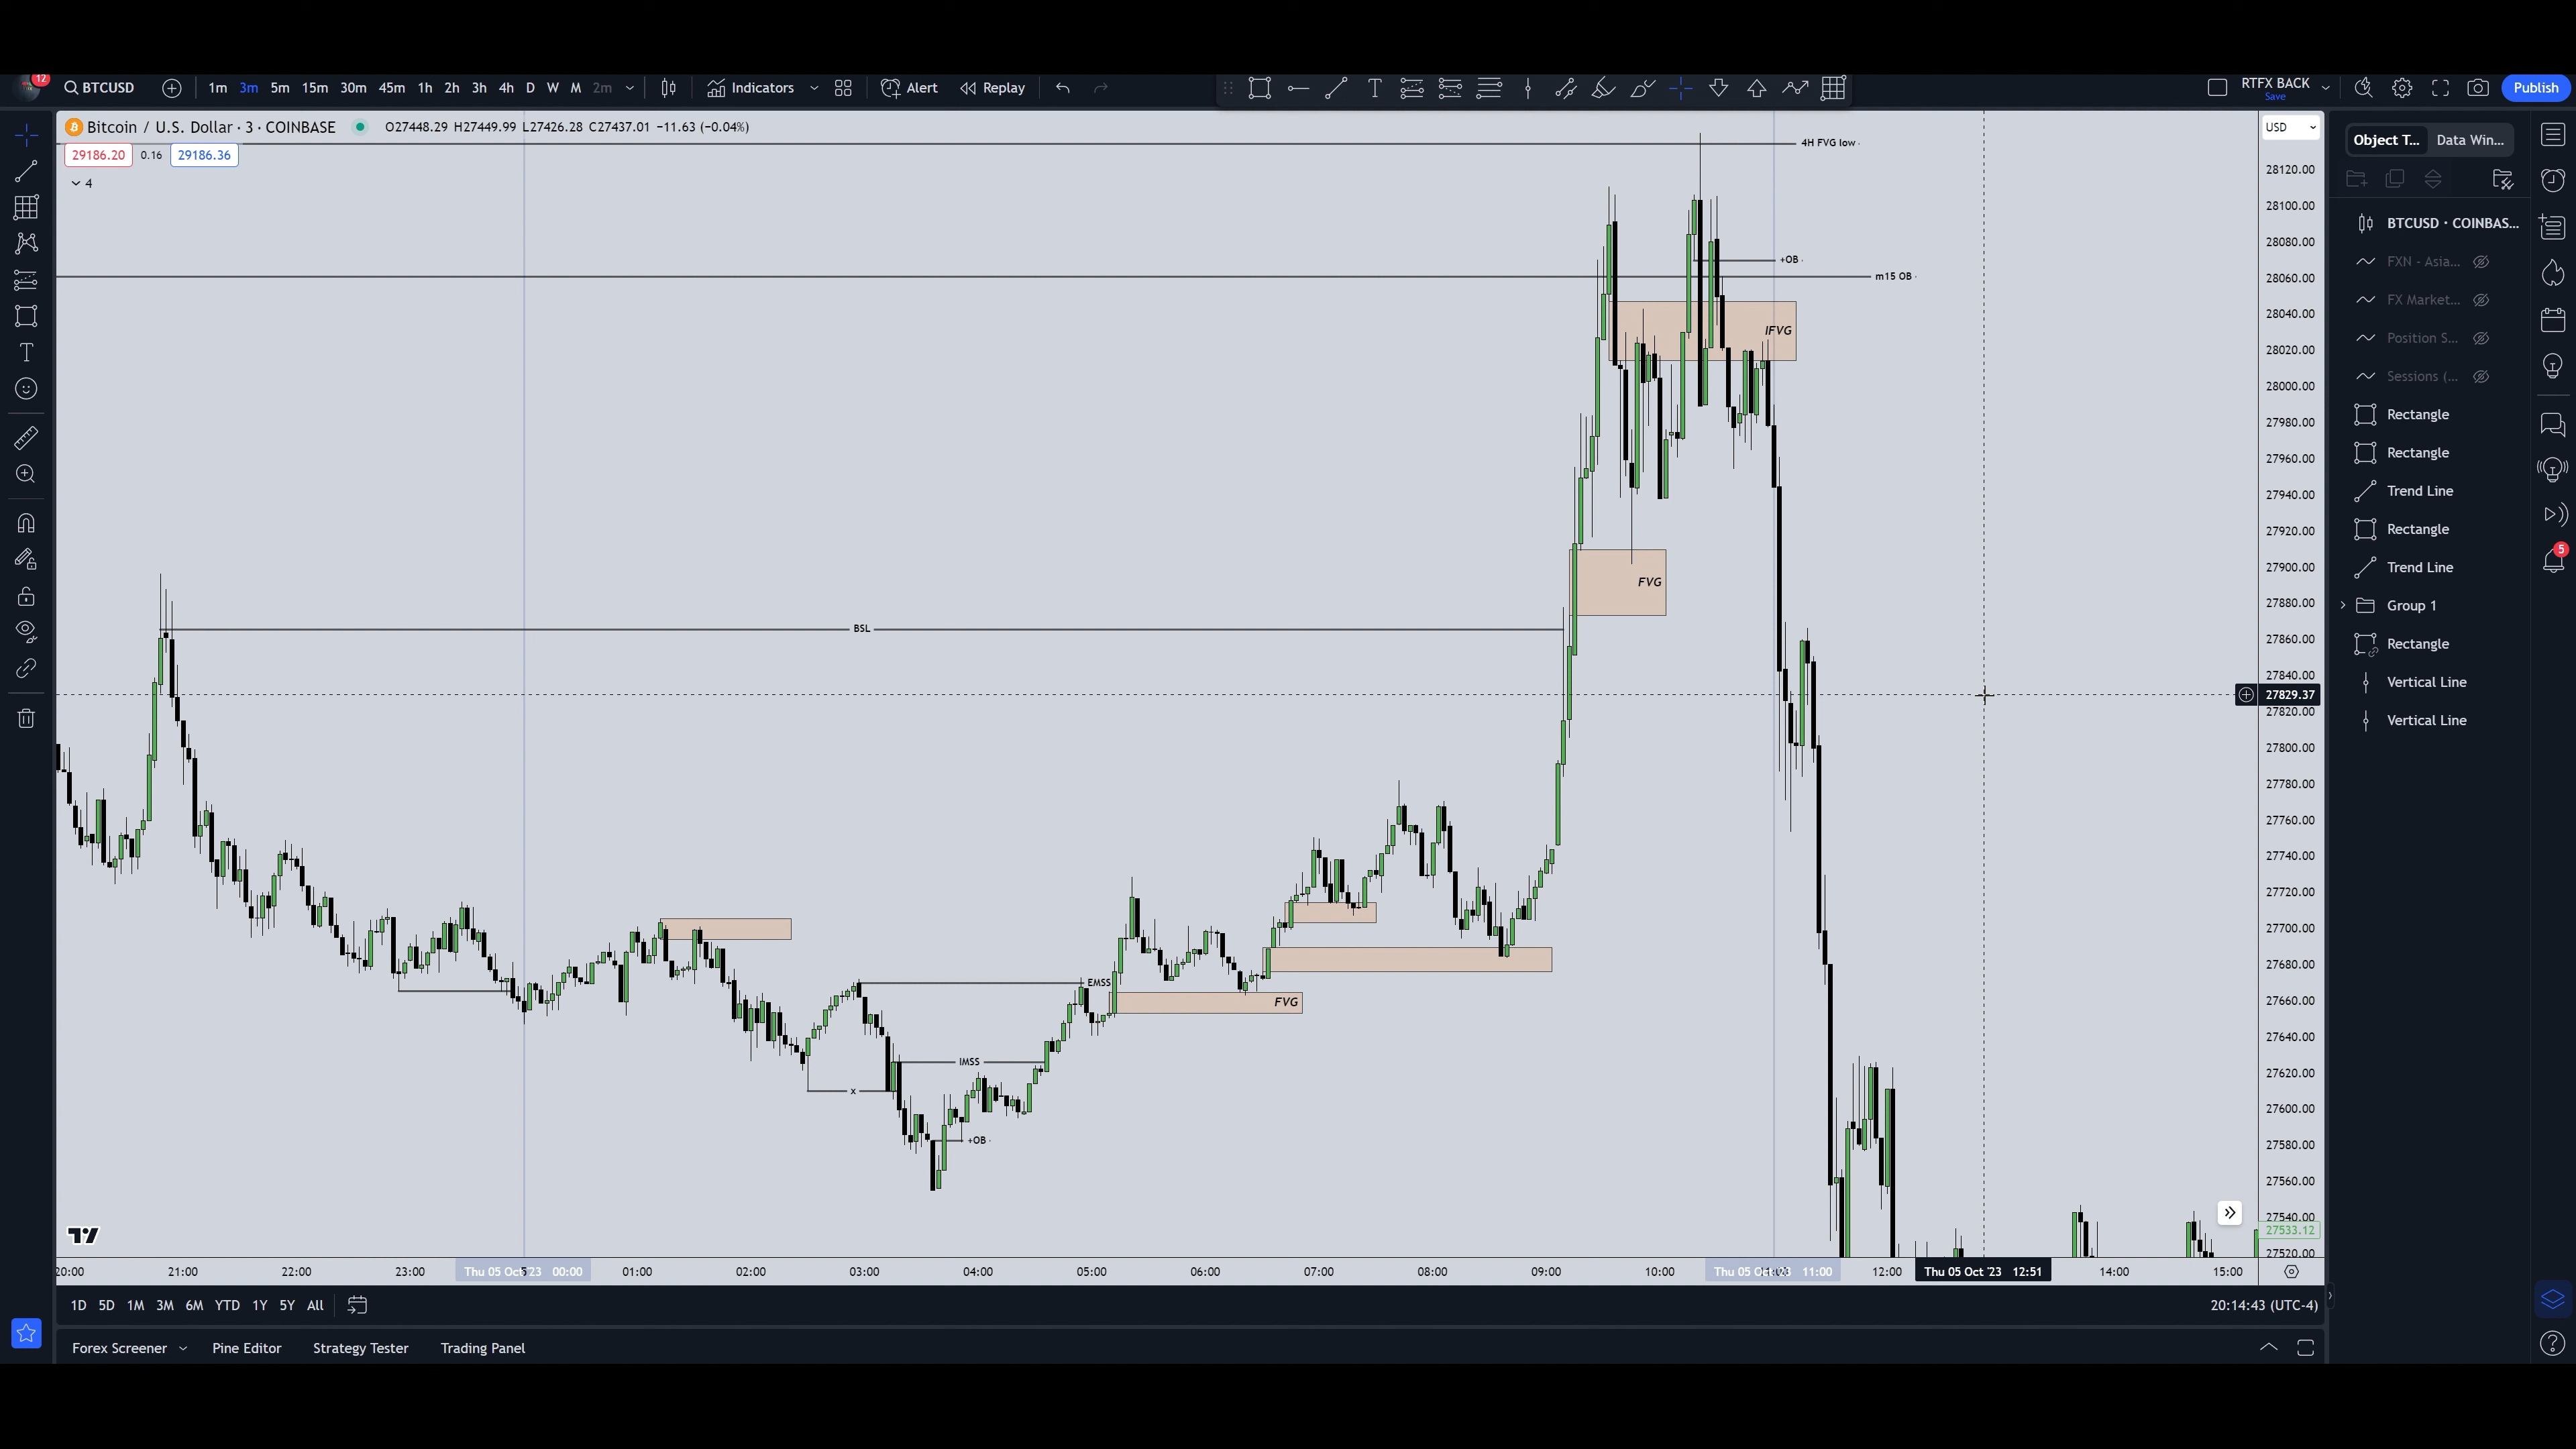 12
BTCUSD
1m 3m 5m 15m 30m 45m 1h 2h 3h 4h D W M 2m
Indicators
Alert
Replay
RTFX BACK
Save
Publish
Bitcoin / U.S. Dollar · 3 · COINBASE
O27448.29 H27449.99 L27426.28 C27437.01 −11.63 (−0.04%)
USD
29186.20 0.16 29186.36
4
4H FVG low
+OB
m15 OB
IFVG
FVG
BSL
EMSS
FVG
IMSS
x
+OB
28120.00
28100.00
28080.00
28060.00
28040.00
28020.00
28000.00
27980.00
27960.00
27940.00
27920.00
27900.00
27880.00
27860.00
27840.00
27829.37
27820.00
27800.00
27780.00
27760.00
27740.00
27720.00
27700.00
27680.00
27660.00
27640.00
27620.00
27600.00
27580.00
27560.00
27540.00
27533.12
27520.00
20:00 21:00 22:00 23:00 Thu 05 Oct '23 00:00 01:00 02:00 03:00 04:00 05:00 06:00 07:00 08:00 09:00 10:00 Thu 05 Oct '23 11:00 12:00 Thu 05 Oct '23 12:51 14:00 15:00
1D 5D 1M 3M 6M YTD 1Y 5Y All
20:14:43 (UTC-4)
Forex Screener Pine Editor Strategy Tester Trading Panel
Object T... Data Win...
BTCUSD · COINBAS...
FXN - Asia...
FX Market...
Position S...
Sessions (...
Rectangle
Rectangle
Trend Line
Rectangle
Trend Line
Group 1
Rectangle
Vertical Line
Vertical Line
5